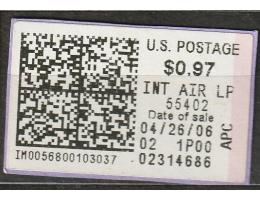 U.S. POSTAGE
$0.97
INT AIR LP
55402
Date of sale
04/26/06
02 1P00
02314686
APC
IM0056800103037